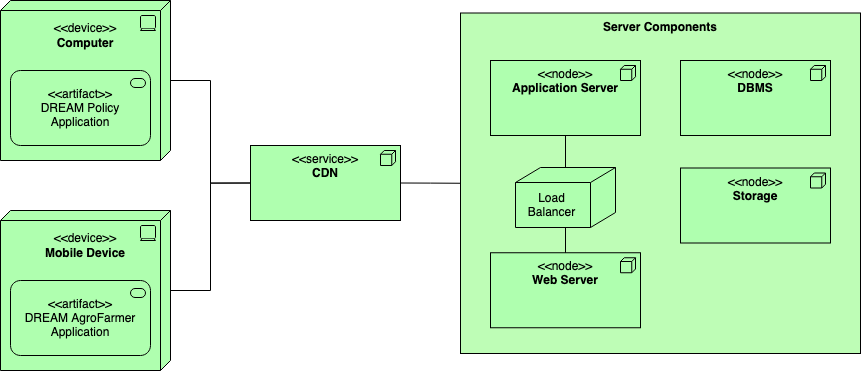 <<device>>
Computer
<<artifact>>
DREAM Policy
Application
<<device>>
Mobile Device
<<artifact>>
DREAM AgroFarmer
Application
<<service>>
CDN
Server Components
<<node>>
Application Server
Load
Balancer
<<node>>
Web Server
<<node>>
DBMS
<<node>>
Storage